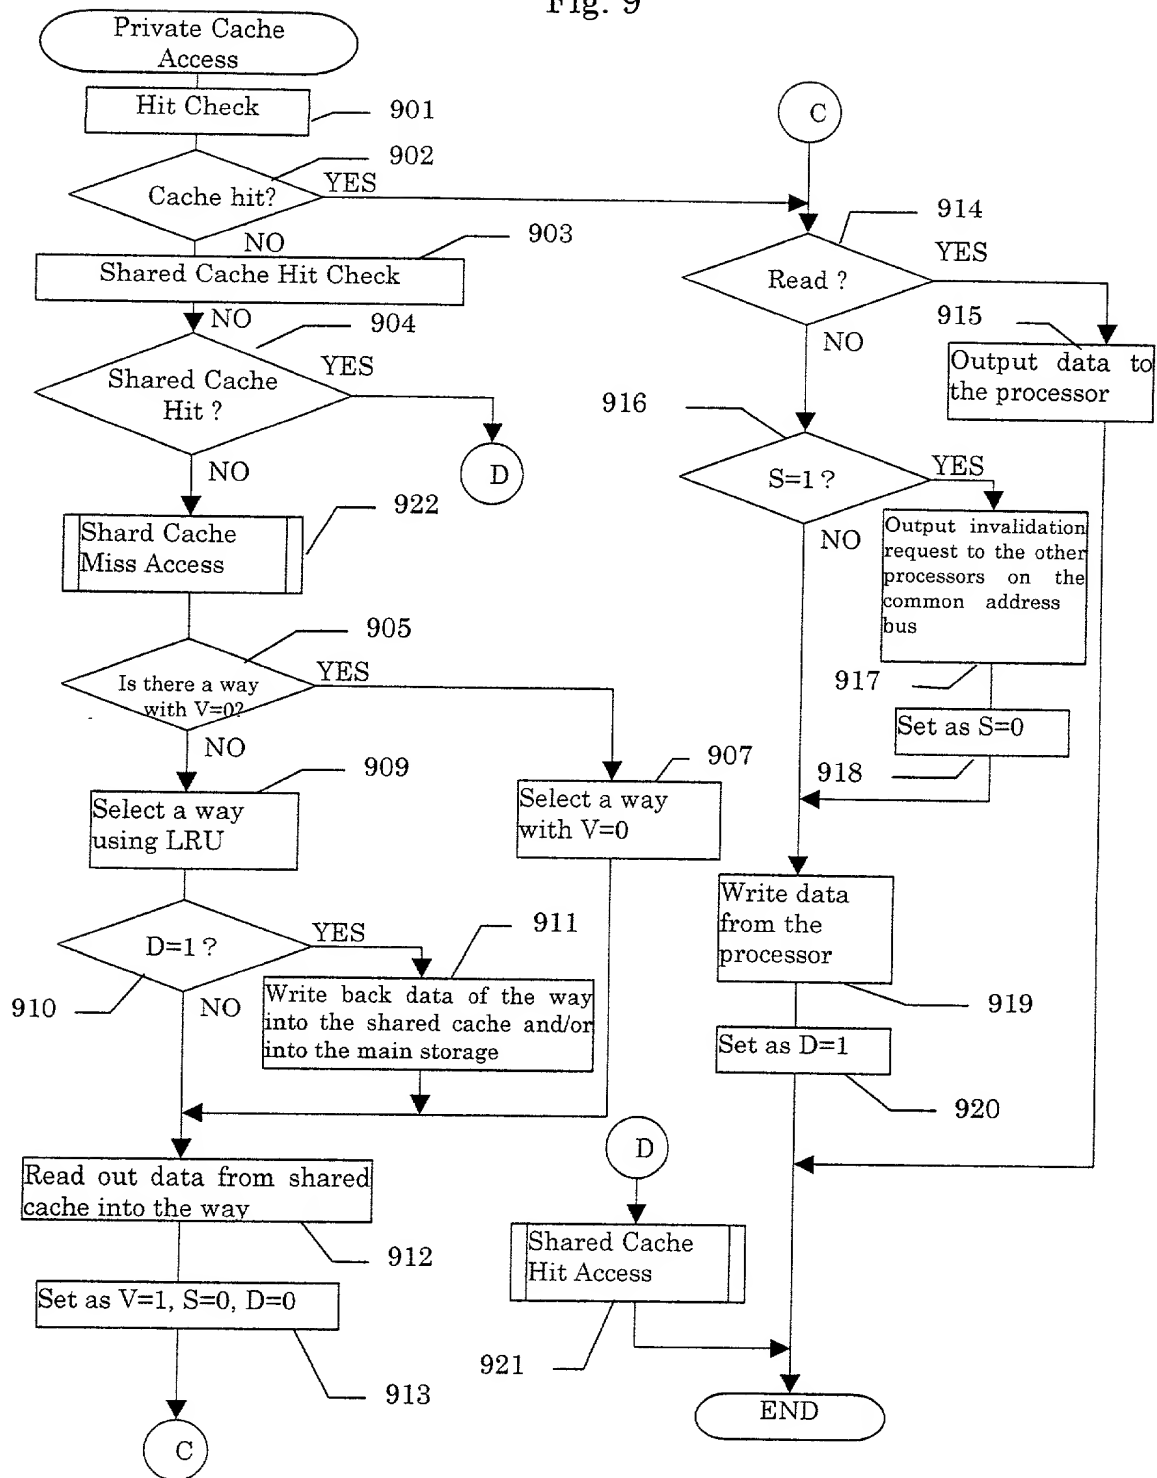 Fig. 9
Private Cache
Access
Hit Check
901
902
Cache hit?
YES
NO
903
Shared Cache Hit Check
NO
904
Shared Cache
Hit ?
YES
D
NO
Shard Cache
Miss Access
922
905
Is there a way
with V=0?
YES
NO
909
Select a way
using LRU
907
Select a way
with V=0
D=1 ?
YES
910
NO
911
Write back data of the way
into the shared cache and/or
into the main storage
Read out data from shared
cache into the way
912
Set as V=1, S=0, D=0
913
C
C
914
Read ?
YES
NO
915
Output data to
the processor
916
S=1 ?
YES
NO
Output invalidation
request to the other
processors on the
common address
bus
917
Set as S=0
918
Write data
from the
processor
919
Set as D=1
920
D
Shared Cache
Hit Access
921
END